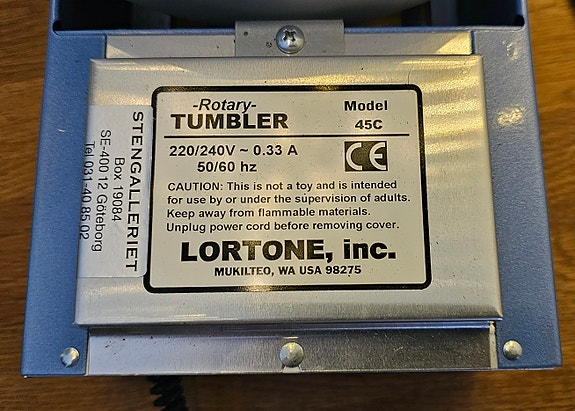 -Rotary-
TUMBLER
Model
45C
220/240V ~ 0.33 A
50/60 hz
CE
CAUTION: This is not a toy and is intended
for use by or under the supervision of adults.
Keep away from flammable materials.
Unplug power cord before removing cover.
LORTONE, inc.
MUKILTEO, WA USA 98275
STENGALLERIET
Box 19084
SE-400 12 Göteborg
Tel 031-40.85.02